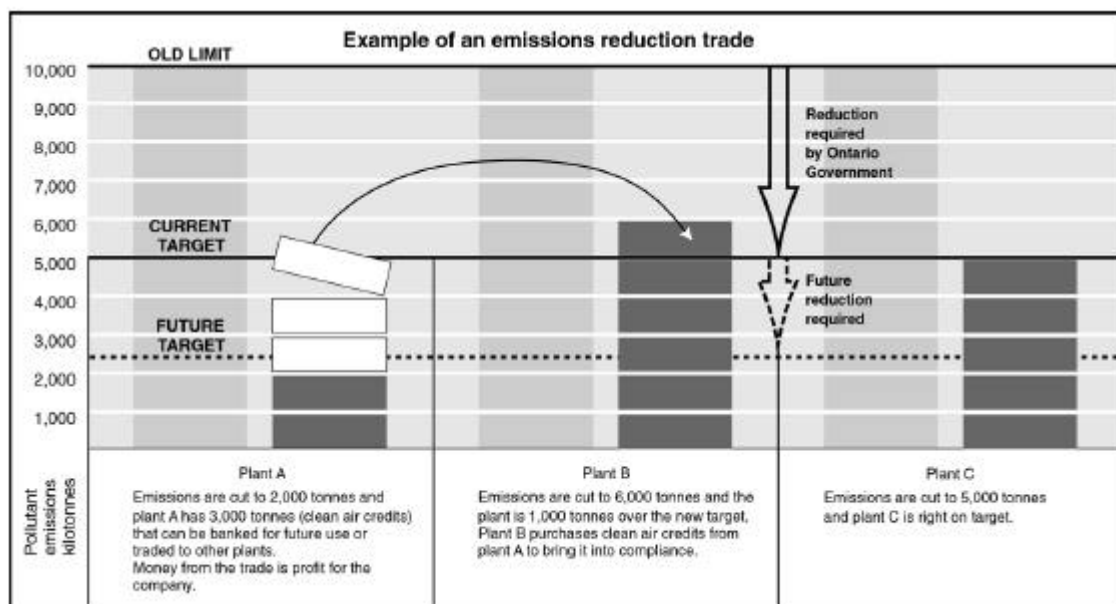 Example of an emissions reduction trade
OLD LIMIT
10,000
9,000
8,000
7,000
6,000
5,000
4,000
3,000
2,000
1,000
CURRENT
TARGET
FUTURE
TARGET
Reduction
required
by Ontario
Government
Future
reduction
required
Pollutant
emissions
kilotonnes
Plant A
Emissions are cut to 2,000 tonnes and
plant A has 3,000 tonnes (clean air credits)
that can be banked for future use or
traded to other plants.
Money from the trade is profit for the
company.
Plant B
Emissions are cut to 6,000 tonnes and the
plant is 1,000 tonnes over the new target.
Plant B purchases clean air credits from
plant A to bring it into compliance.
Plant C
Emissions are cut to 5,000 tonnes
and plant C is right on target.